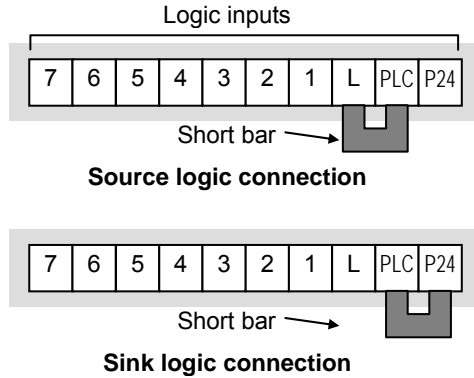 Logic inputs
7 6 5 4 3 2 1 L PLC P24
Short bar
Source logic connection
7 6 5 4 3 2 1 L PLC P24
Short bar
Sink logic connection